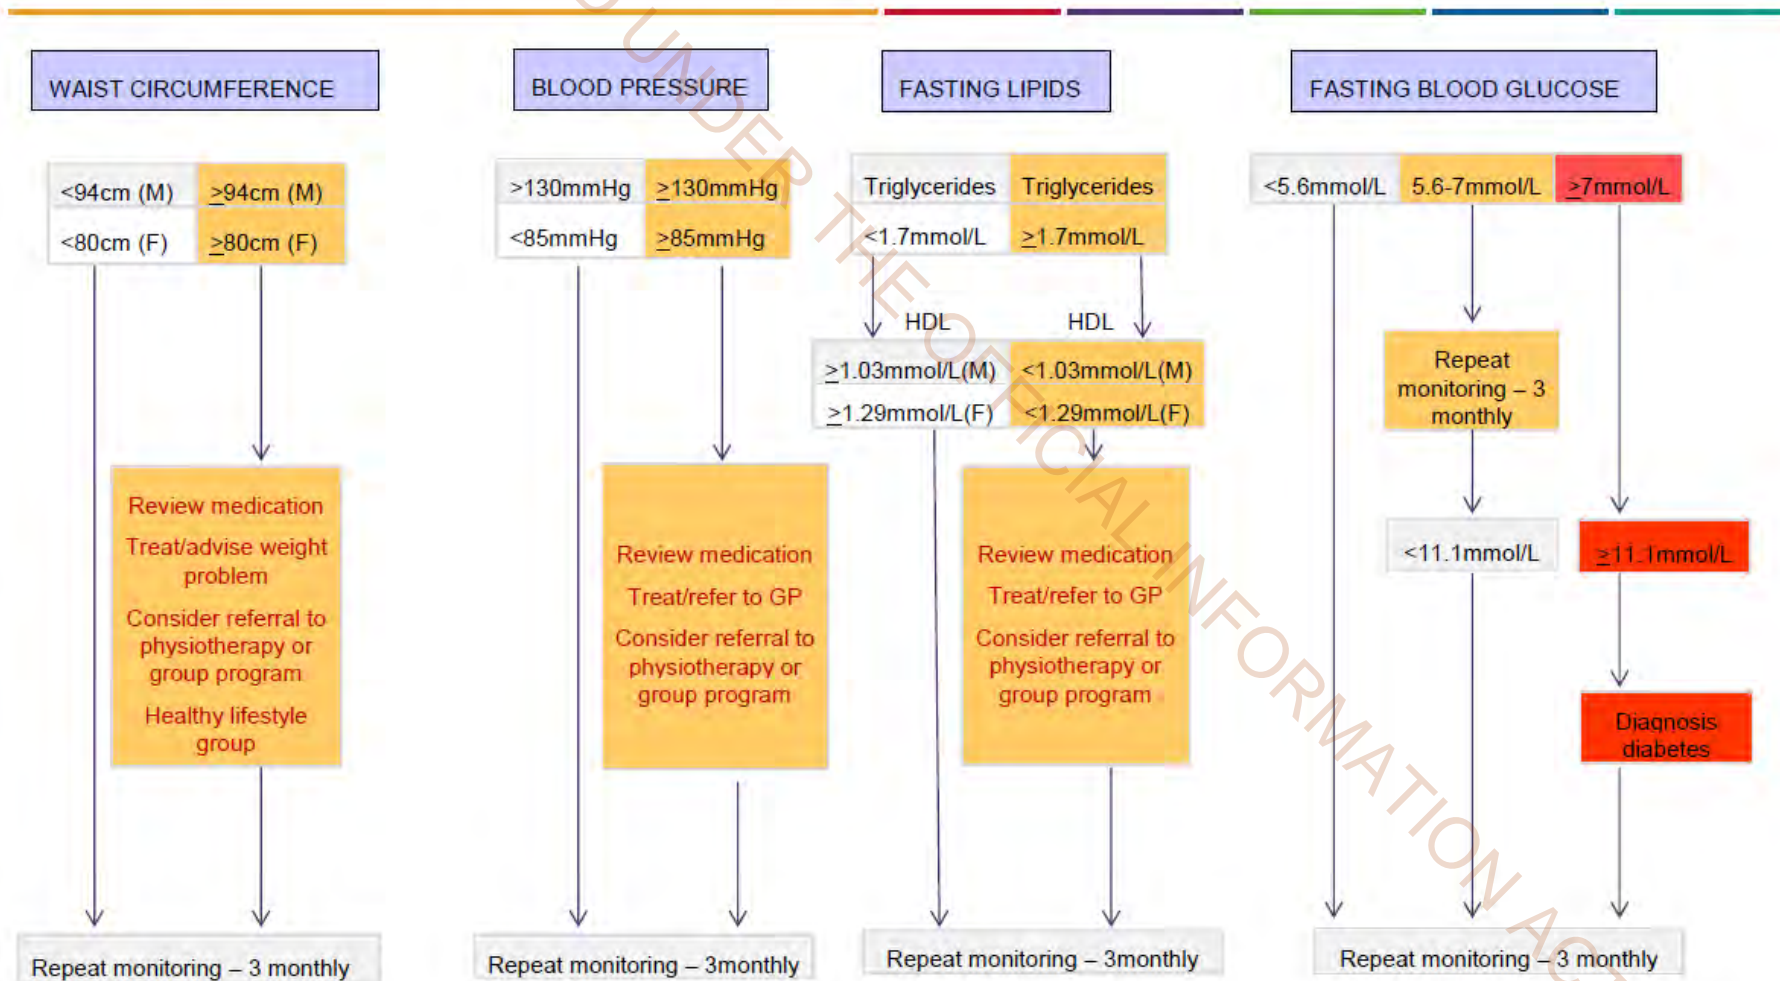 WAIST CIRCUMFERENCE
<94cm (M) ≥94cm (M)
<80cm (F) ≥80cm (F)
Review medication
Treat/advise weight
problem
Consider referral to
physiotherapy or
group program
Healthy lifestyle
group
Repeat monitoring – 3 monthly
BLOOD PRESSURE
>130mmHg ≥130mmHg
<85mmHg ≥85mmHg
Review medication
Treat/refer to GP
Consider referral to
physiotherapy or
group program
Repeat monitoring – 3monthly
FASTING LIPIDS
Triglycerides Triglycerides
<1.7mmol/L ≥1.7mmol/L
HDL HDL
≥1.03mmol/L(M) <1.03mmol/L(M)
≥1.29mmol/L(F) <1.29mmol/L(F)
Review medication
Treat/refer to GP
Consider referral to
physiotherapy or
group program
Repeat monitoring – 3monthly
FASTING BLOOD GLUCOSE
<5.6mmol/L 5.6-7mmol/L ≥7mmol/L
Repeat
monitoring – 3
monthly
<11.1mmol/L ≥11.1mmol/L
Diagnosis
diabetes
Repeat monitoring – 3 monthly
UNDER THE OFFICIAL INFORMATION ACT